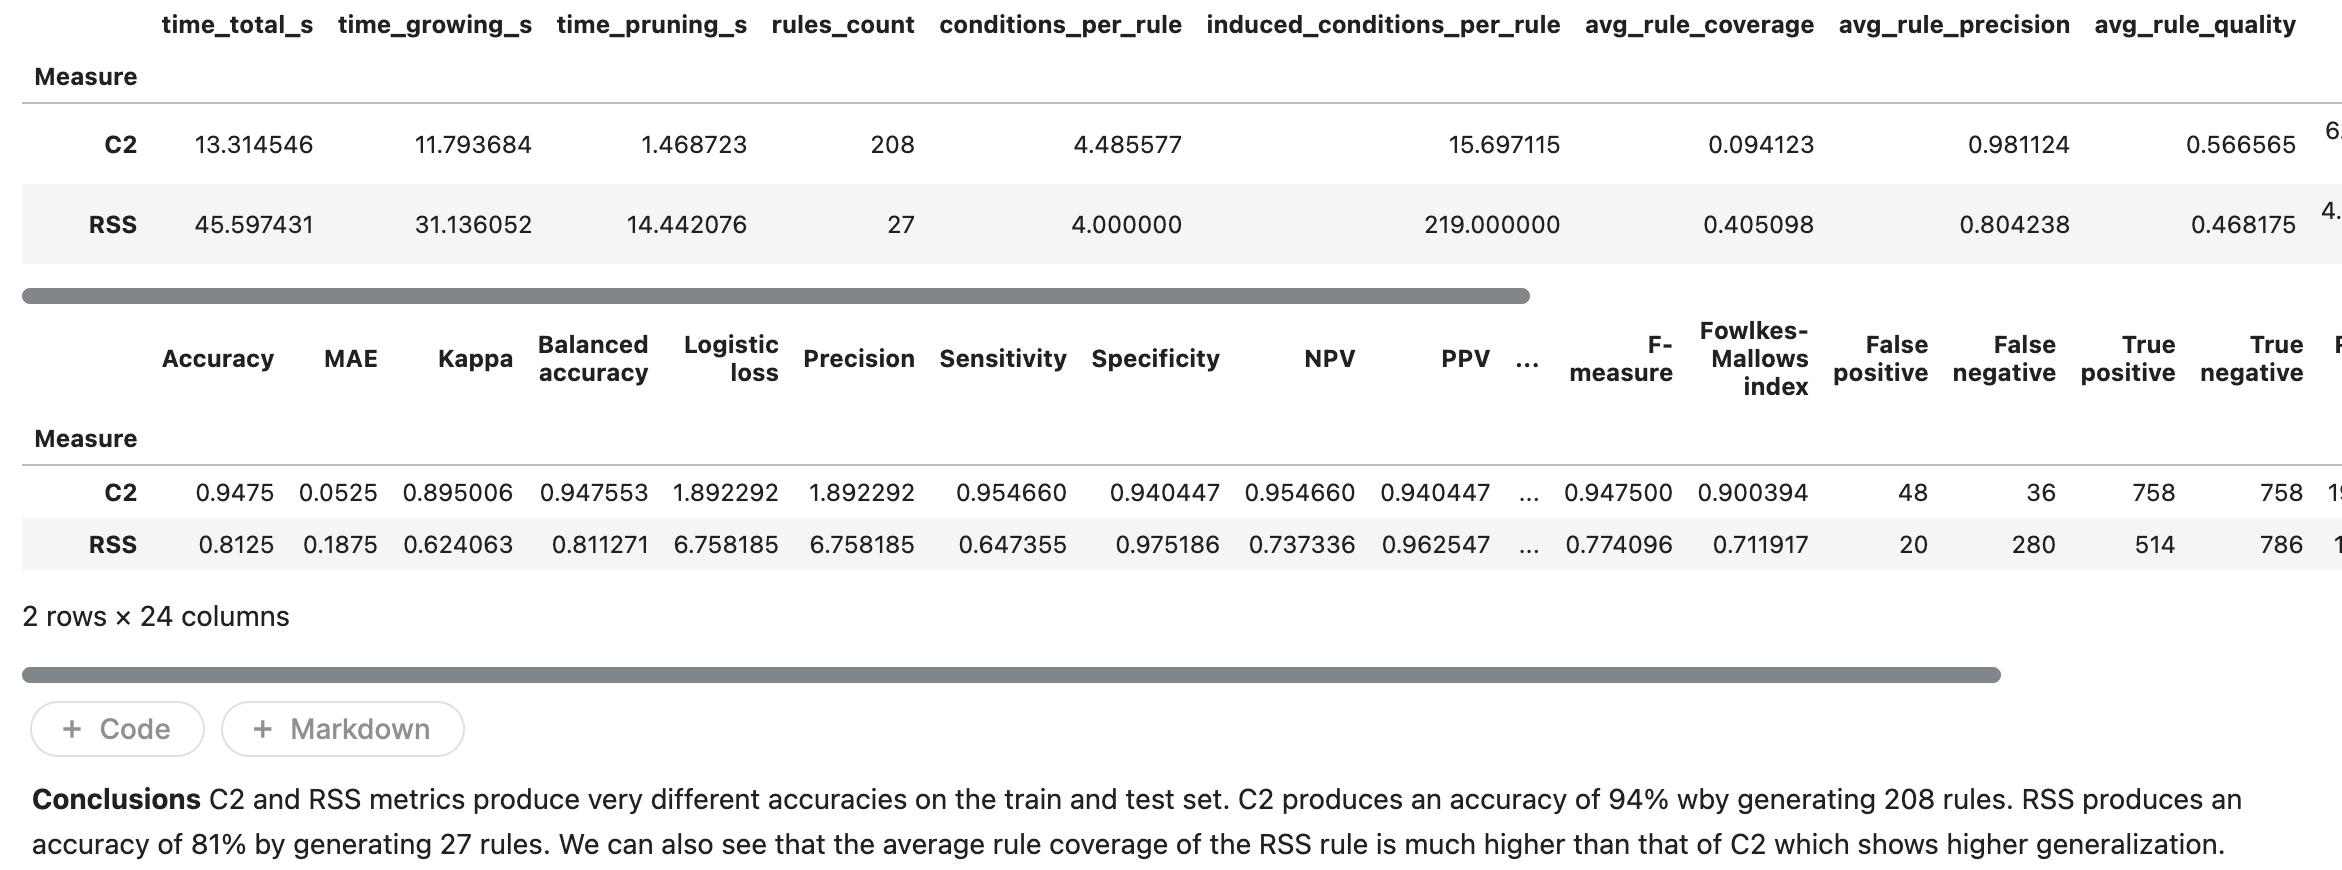 time_total_s time_growing_s time_pruning_s rules_count conditions_per_rule induced_conditions_per_rule avg_rule_coverage avg_rule_precision avg_rule_quality
Measure
C2 13.314546 11.793684 1.468723 208 4.485577 15.697115 0.094123 0.981124 0.566565
RSS 45.597431 31.136052 14.442076 27 4.000000 219.000000 0.405098 0.804238 0.468175
Accuracy MAE Kappa Balanced accuracy Logistic loss Precision Sensitivity Specificity NPV PPV ... F-measure Fowlkes-Mallows index False positive False negative True positive True negative
Measure
C2 0.9475 0.0525 0.895006 0.947553 1.892292 1.892292 0.954660 0.940447 0.954660 0.940447 ... 0.947500 0.900394 48 36 758 758
RSS 0.8125 0.1875 0.624063 0.811271 6.758185 6.758185 0.647355 0.975186 0.737336 0.962547 ... 0.774096 0.711917 20 280 514 786
2 rows × 24 columns
+ Code + Markdown
Conclusions C2 and RSS metrics produce very different accuracies on the train and test set. C2 produces an accuracy of 94% wby generating 208 rules. RSS produces an
accuracy of 81% by generating 27 rules. We can also see that the average rule coverage of the RSS rule is much higher than that of C2 which shows higher generalization.